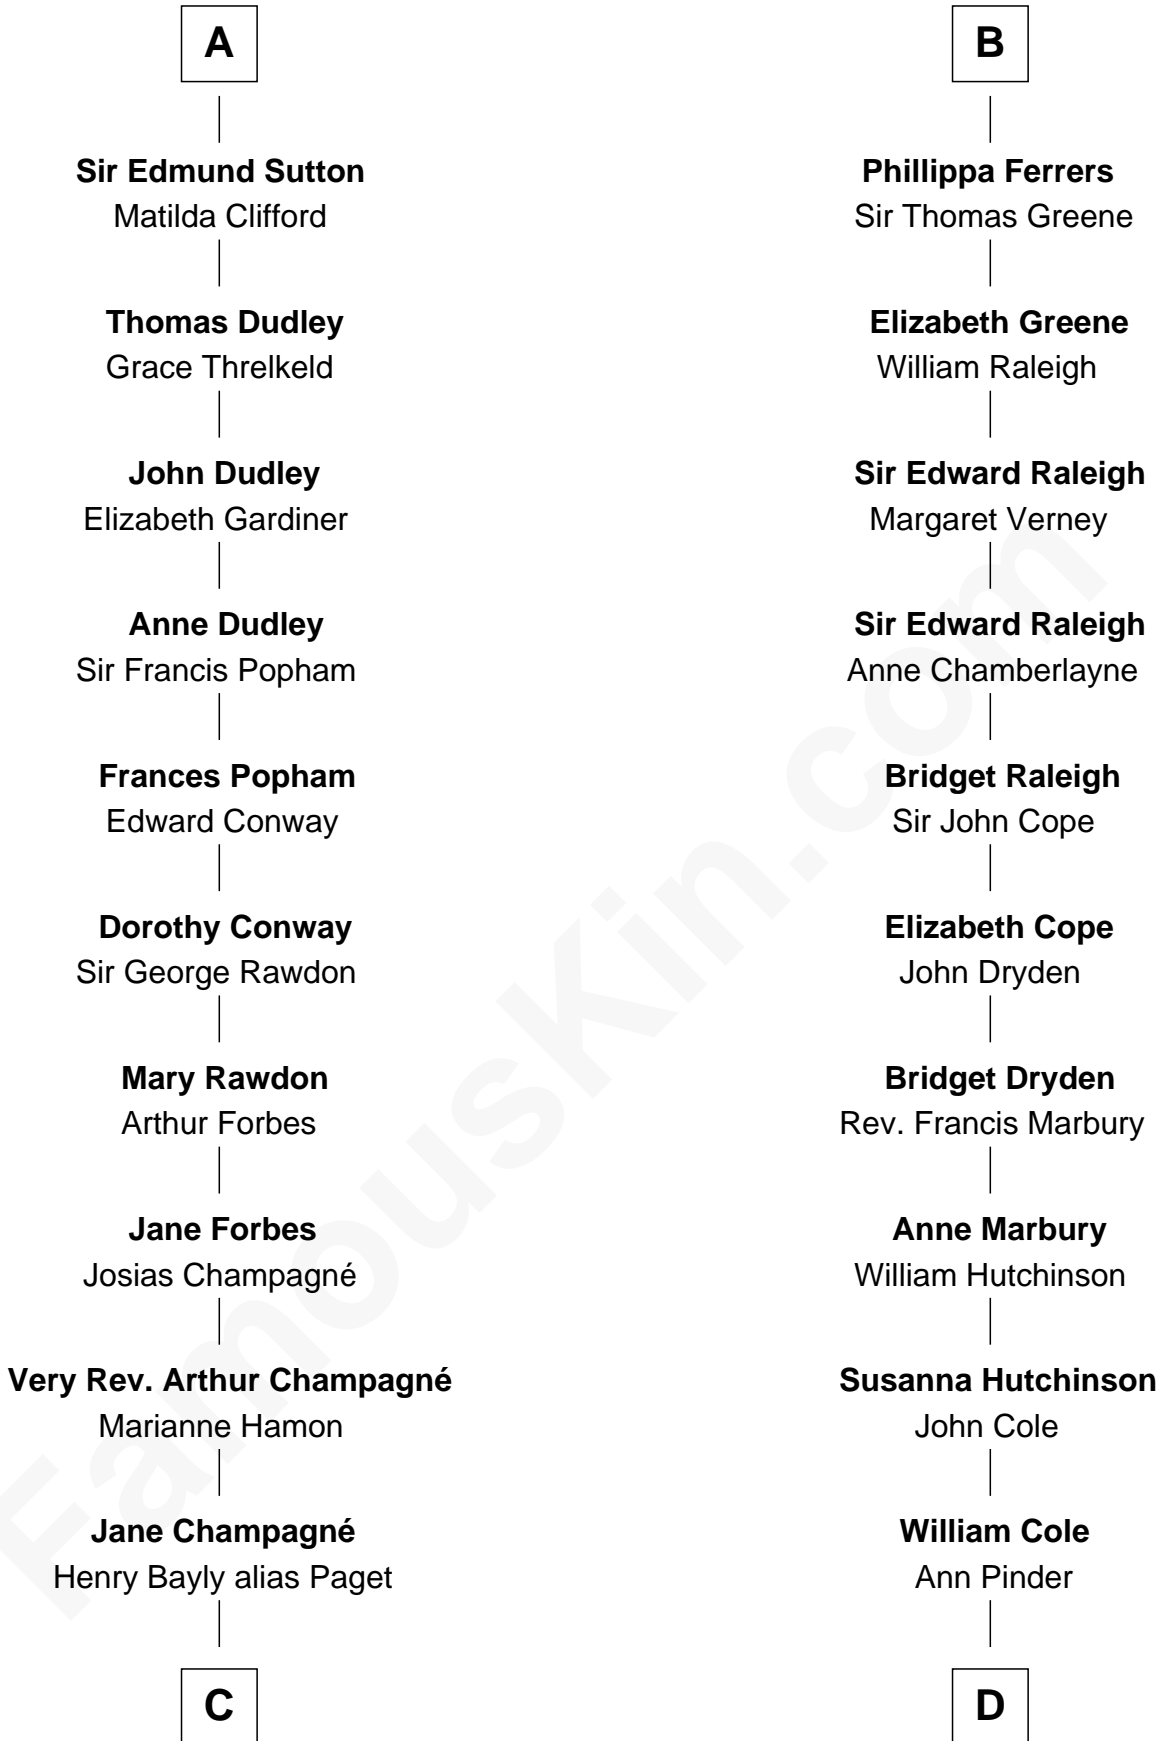 A
Sir Edmund Sutton
Matilda Clifford
Thomas Dudley
Grace Threlkeld
John Dudley
Elizabeth Gardiner
Anne Dudley
Sir Francis Popham
Frances Popham
Edward Conway
Dorothy Conway
Sir George Rawdon
Mary Rawdon
Arthur Forbes
Jane Forbes
Josias Champagné
Very Rev. Arthur Champagné
Marianne Hamon
Jane Champagné
Henry Bayly alias Paget
C
B
Phillippa Ferrers
Sir Thomas Greene
Elizabeth Greene
William Raleigh
Sir Edward Raleigh
Margaret Verney
Sir Edward Raleigh
Anne Chamberlayne
Bridget Raleigh
Sir John Cope
Elizabeth Cope
John Dryden
Bridget Dryden
Rev. Francis Marbury
Anne Marbury
William Hutchinson
Susanna Hutchinson
John Cole
William Cole
Ann Pinder
D
FamousKin.com